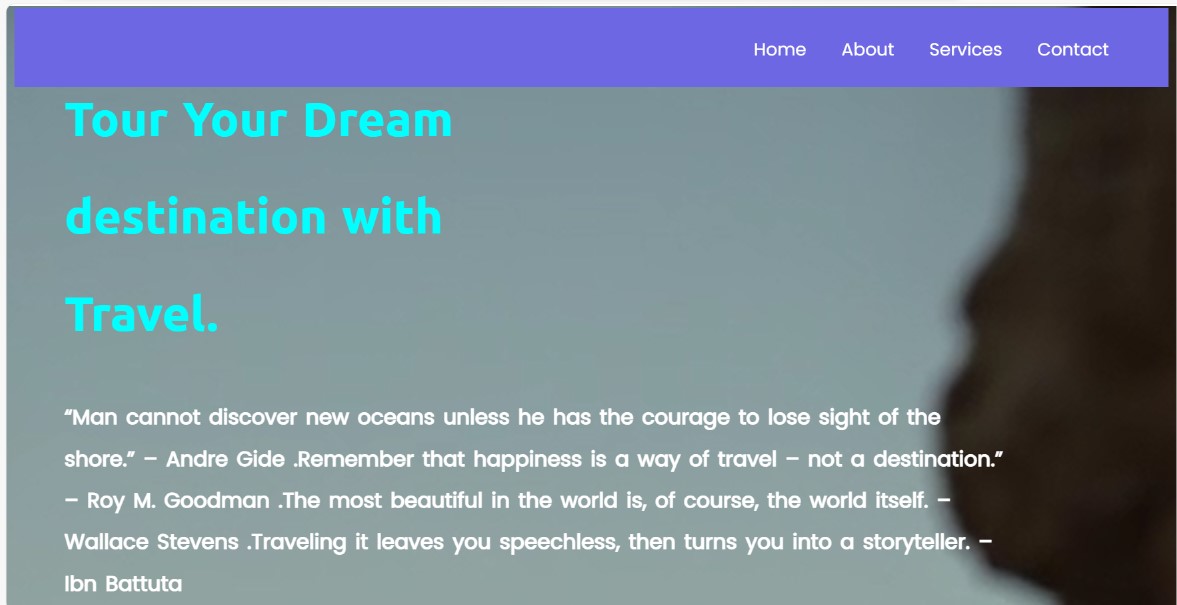 Home About Services Contact
Tour Your Dream
destination with
Travel.
“Man cannot discover new oceans unless he has the courage to lose sight of the
shore.” – Andre Gide .Remember that happiness is a way of travel – not a destination.”
– Roy M. Goodman .The most beautiful in the world is, of course, the world itself. –
Wallace Stevens .Traveling it leaves you speechless, then turns you into a storyteller. –
Ibn Battuta